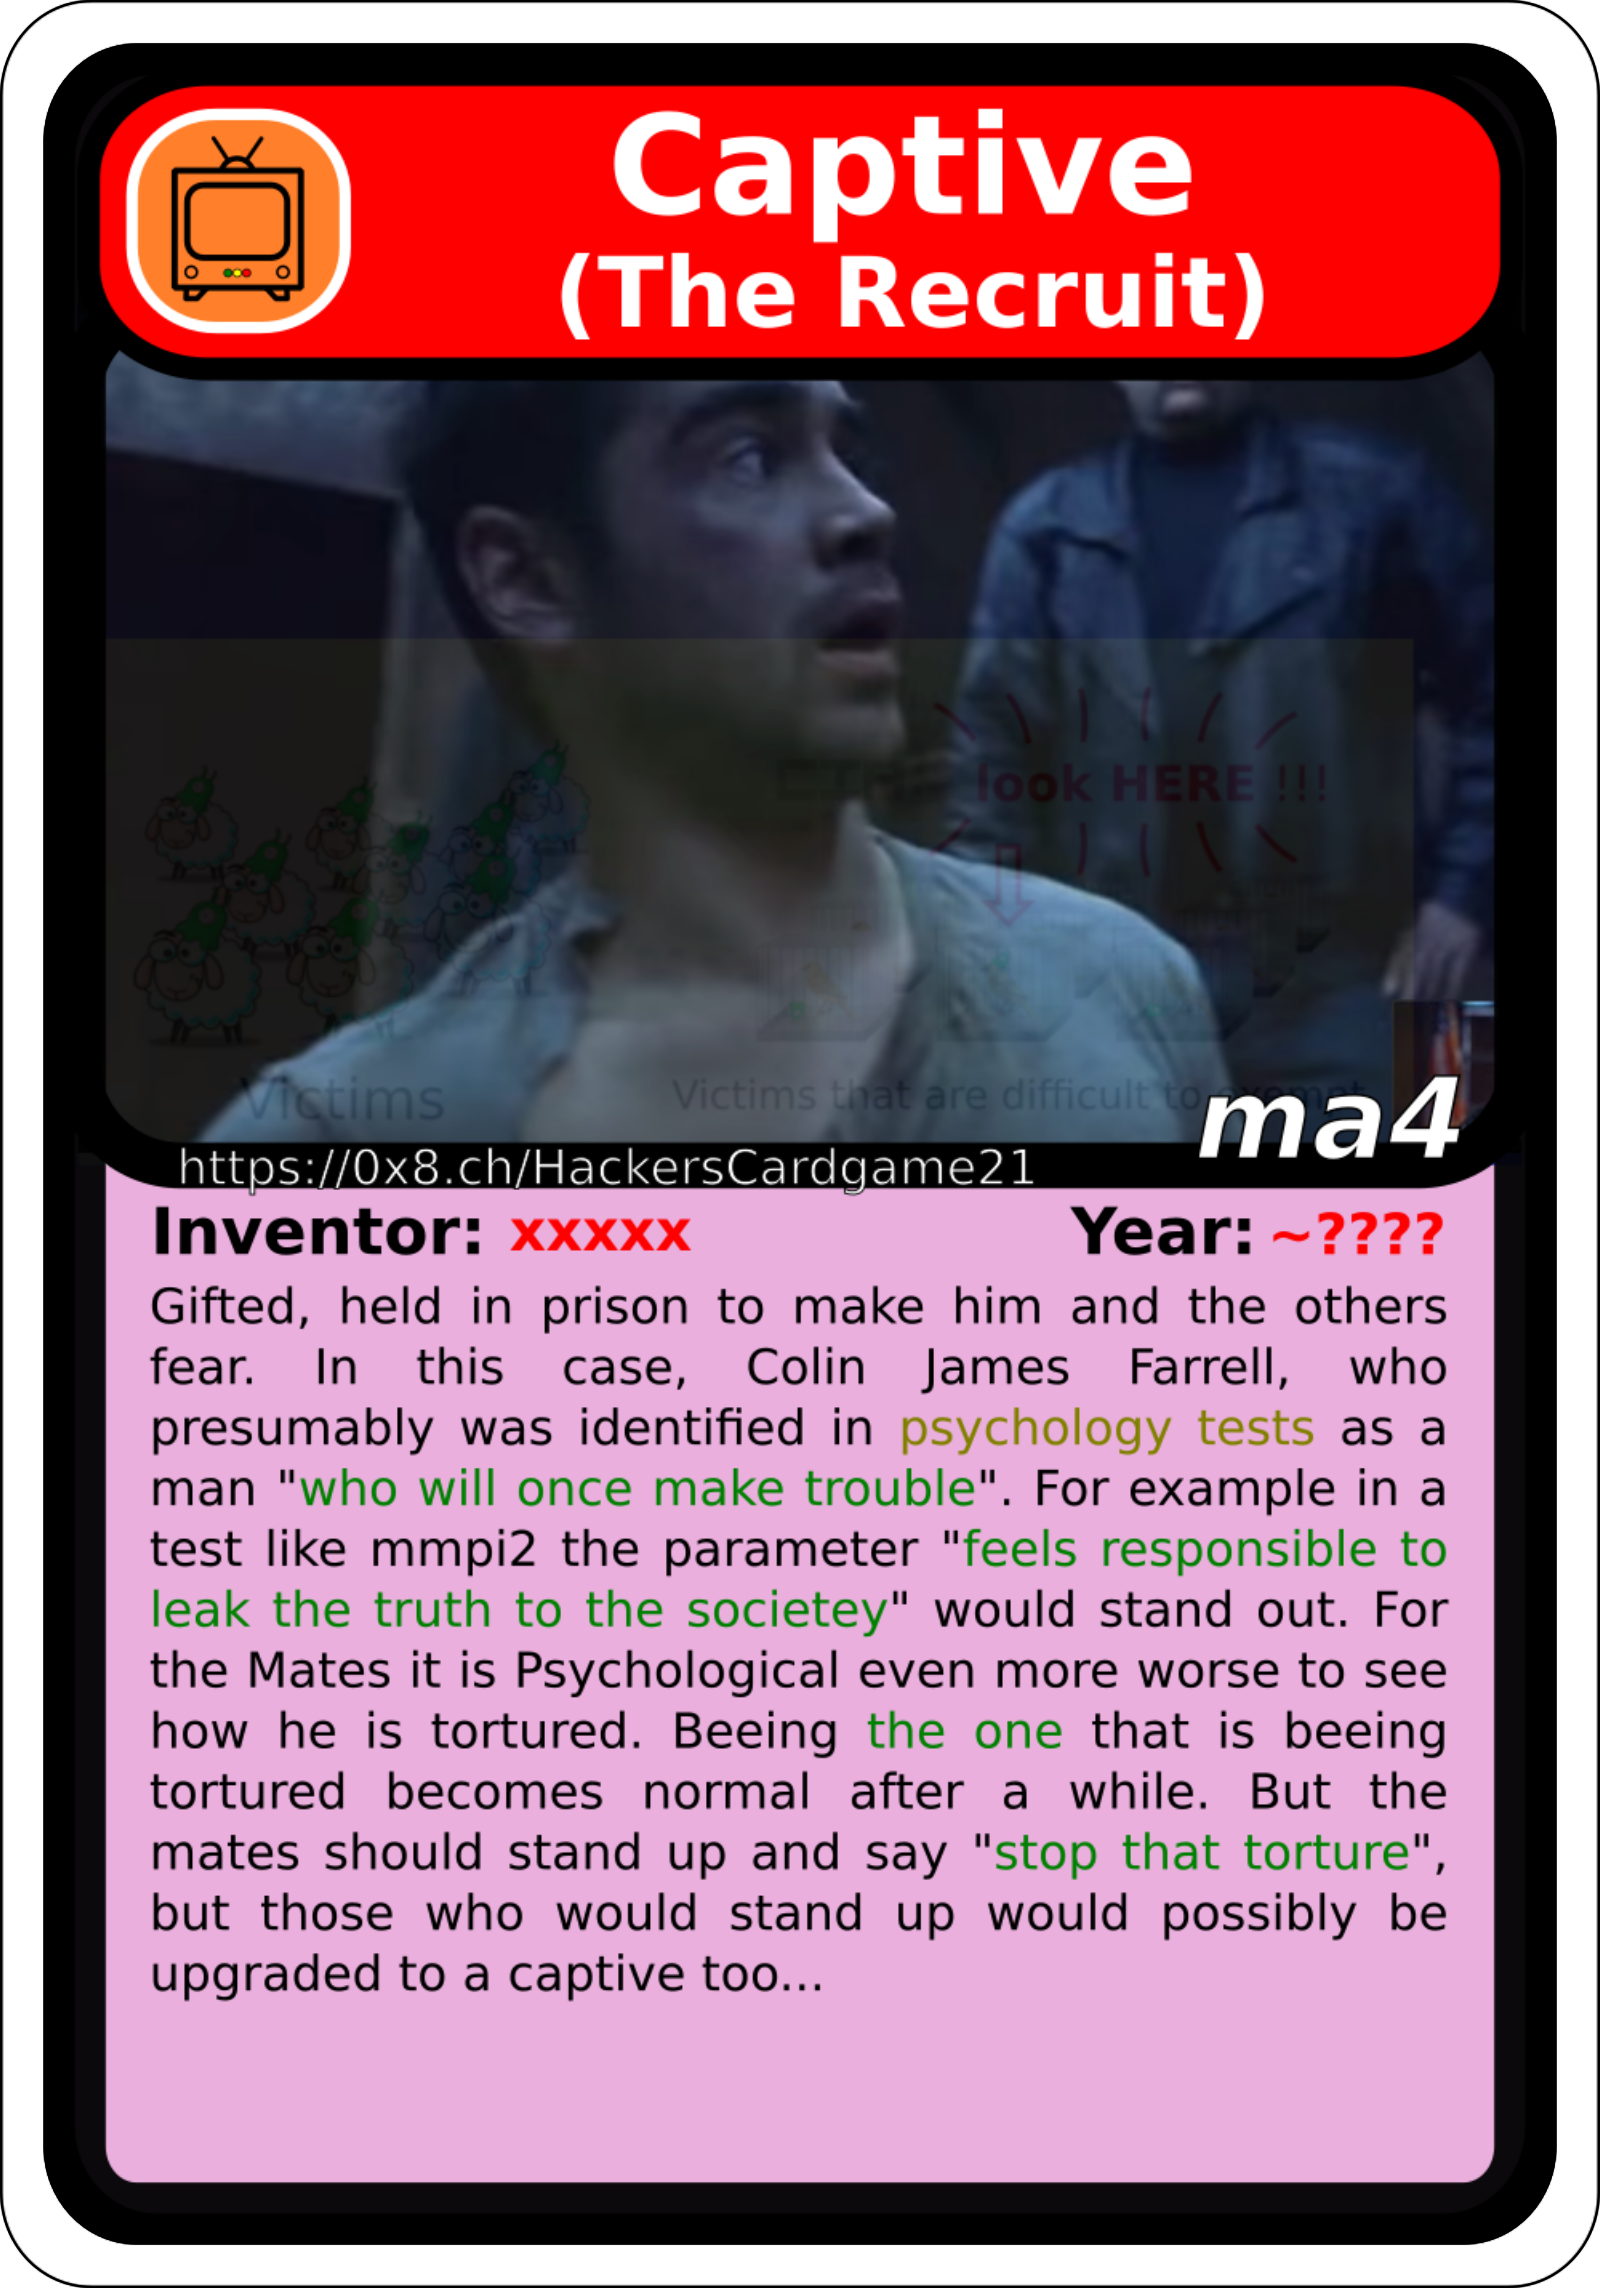 Captive
(The Recruit)
look HERE !!!
Victims
Victims that are difficult to exempt
ma4
https://0x8.ch/HackersCardgame21
Inventor: xxxxx
Year: ~????
Gifted, held in prison to make him and the others
fear. In this case, Colin James Farrell, who
presumably was identified in psychology tests as a
man "who will once make trouble". For example in a
test like mmpi2 the parameter "feels responsible to
leak the truth to the societey" would stand out. For
the Mates it is Psychological even more worse to see
how he is tortured. Beeing the one that is beeing
tortured becomes normal after a while. But the
mates should stand up and say "stop that torture",
but those who would stand up would possibly be
upgraded to a captive too...